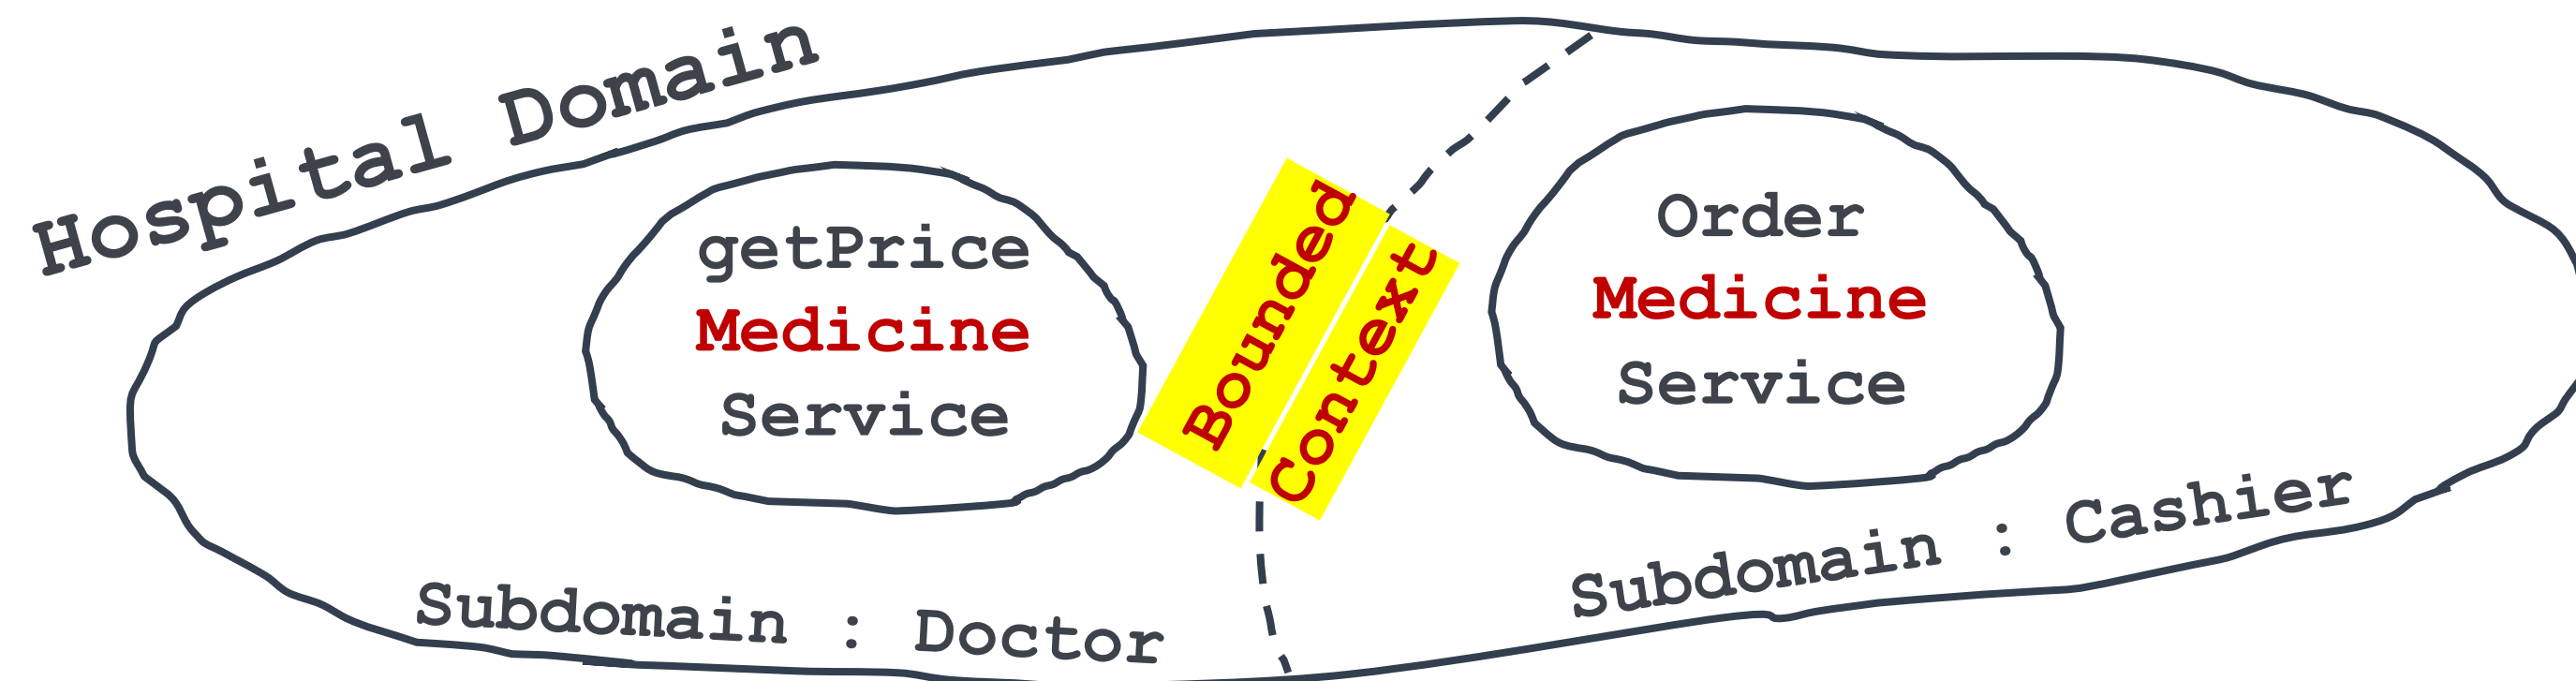 Hospital Domain
getPrice
Medicine
Service
Bounded
Context
Order
Medicine
Service
Subdomain : Doctor
Subdomain : Cashier